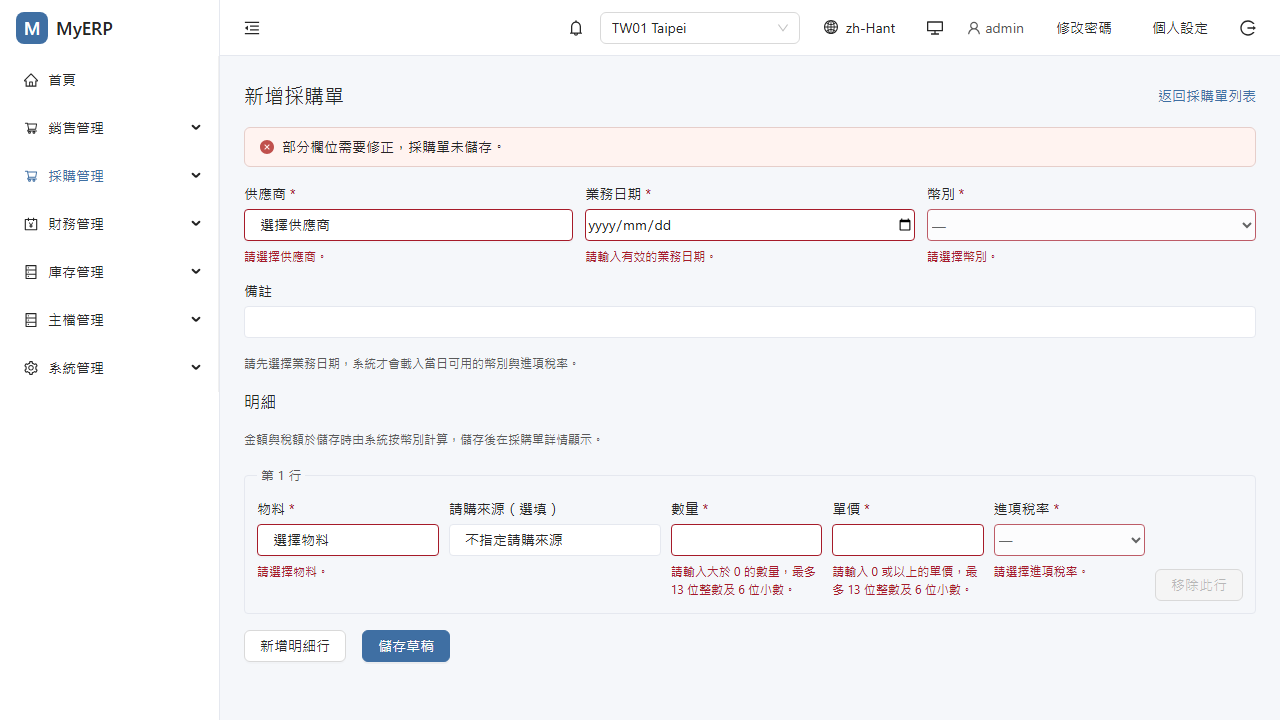 M MyERP
TW01 Taipei
zh-Hant
admin
修改密碼
個人設定
首頁
銷售管理
採購管理
財務管理
庫存管理
主檔管理
系統管理
新增採購單
返回採購單列表
部分欄位需要修正，採購單未儲存。
供應商 *
業務日期 *
幣別 *
選擇供應商
yyyy/mm/dd
—
請選擇供應商。
請輸入有效的業務日期。
請選擇幣別。
備註
請先選擇業務日期，系統才會載入當日可用的幣別與進項稅率。
明細
金額與稅額於儲存時由系統按幣別計算，儲存後在採購單詳情顯示。
第 1 行
物料 *
請購來源（選填）
數量 *
單價 *
進項稅率 *
選擇物料
不指定請購來源
—
請選擇物料。
請輸入大於 0 的數量，最多
13 位整數及 6 位小數。
請輸入 0 或以上的單價，最
多 13 位整數及 6 位小數。
請選擇進項稅率。
移除此行
新增明細行
儲存草稿